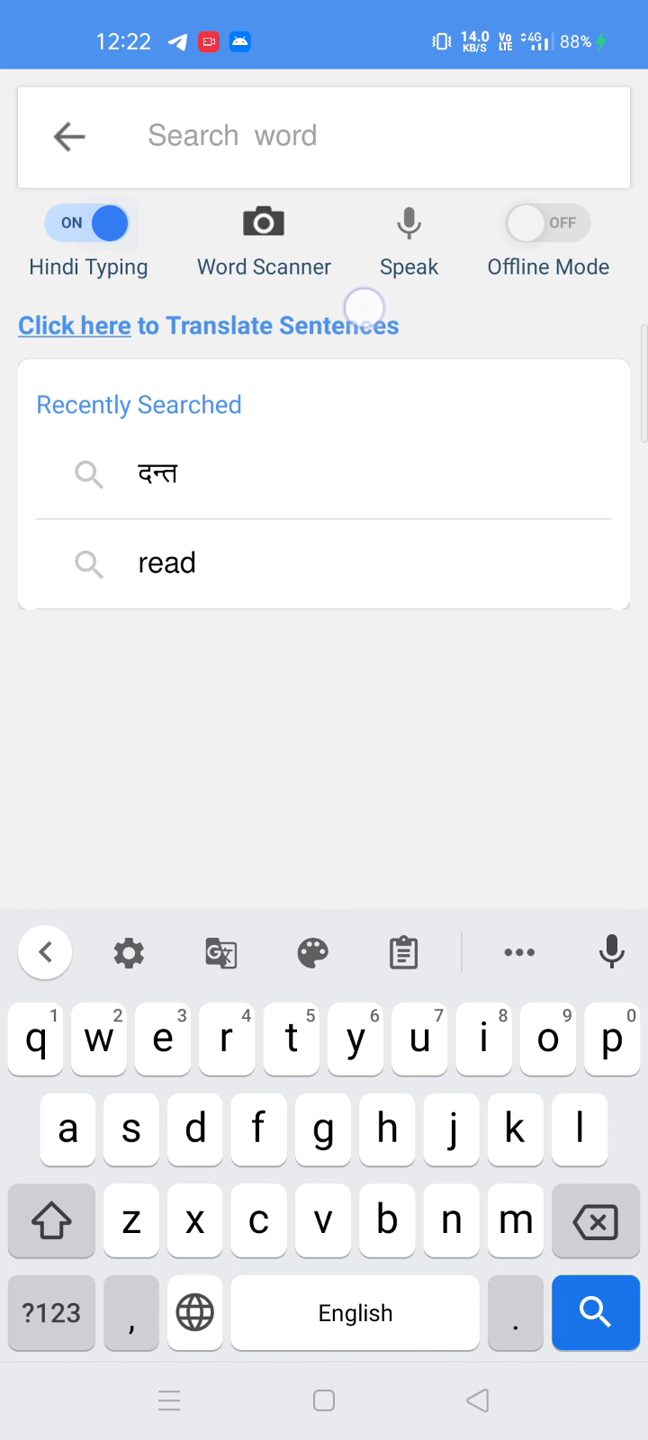 12:22 14.0 KB/S Vo LTE 4G 88%
Search word
ON OFF
Hindi Typing Word Scanner Speak Offline Mode
Click here to Translate Sentences
Recently Searched
दन्त
read
1 2 3 4 5 6 7 8 9 0
q w e r t y u i o p
a s d f g h j k l
z x c v b n m
?123 , English .